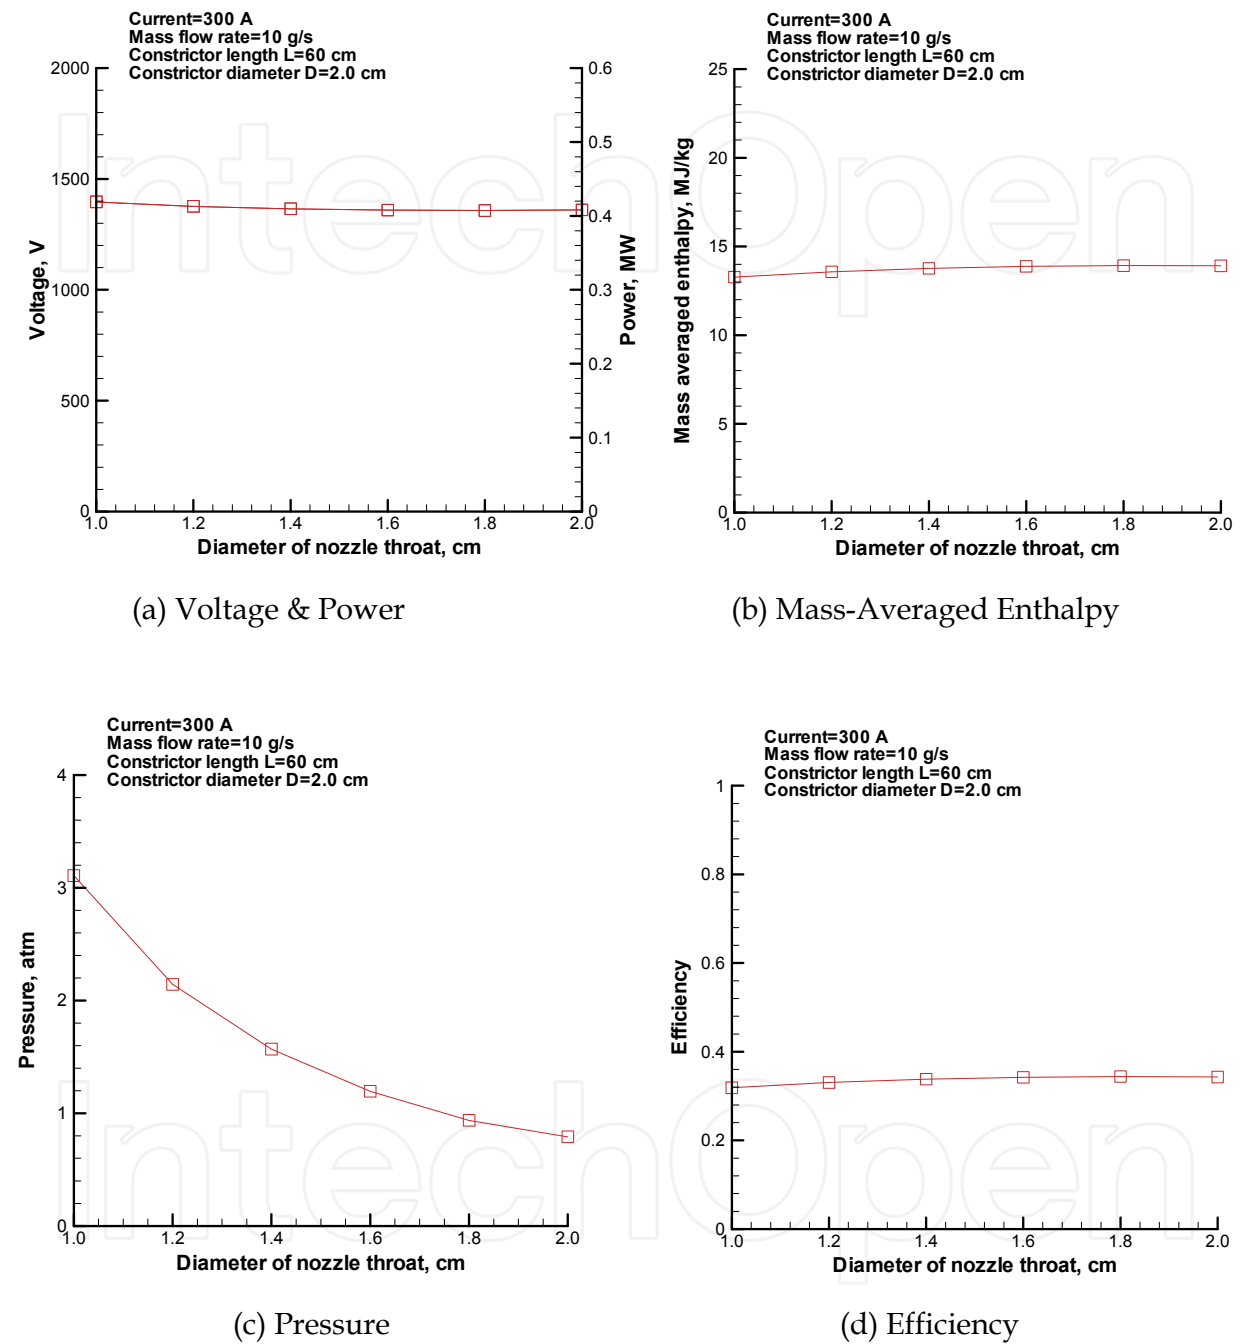 Current=300 A
Mass flow rate=10 g/s
Constrictor length L=60 cm
Constrictor diameter D=2.0 cm
2000
1500
1000
500
0
Voltage, V
0.6
0.5
0.4
0.3
0.2
0.1
0
Power, MW
1.0 1.2 1.4 1.6 1.8 2.0
Diameter of nozzle throat, cm
(a) Voltage & Power
Current=300 A
Mass flow rate=10 g/s
Constrictor length L=60 cm
Constrictor diameter D=2.0 cm
25
20
15
10
5
0
Mass averaged enthalpy, MJ/kg
1.0 1.2 1.4 1.6 1.8 2.0
Diameter of nozzle throat, cm
(b) Mass-Averaged Enthalpy
IntechOpen
Current=300 A
Mass flow rate=10 g/s
Constrictor length L=60 cm
Constrictor diameter D=2.0 cm
4
3
2
1
0
Pressure, atm
1.0 1.2 1.4 1.6 1.8 2.0
Diameter of nozzle throat, cm
(c) Pressure
Current=300 A
Mass flow rate=10 g/s
Constrictor length L=60 cm
Constrictor diameter D=2.0 cm
1
0.8
0.6
0.4
0.2
0
Efficiency
1.0 1.2 1.4 1.6 1.8 2.0
Diameter of nozzle throat, cm
(d) Efficiency
IntechOpen